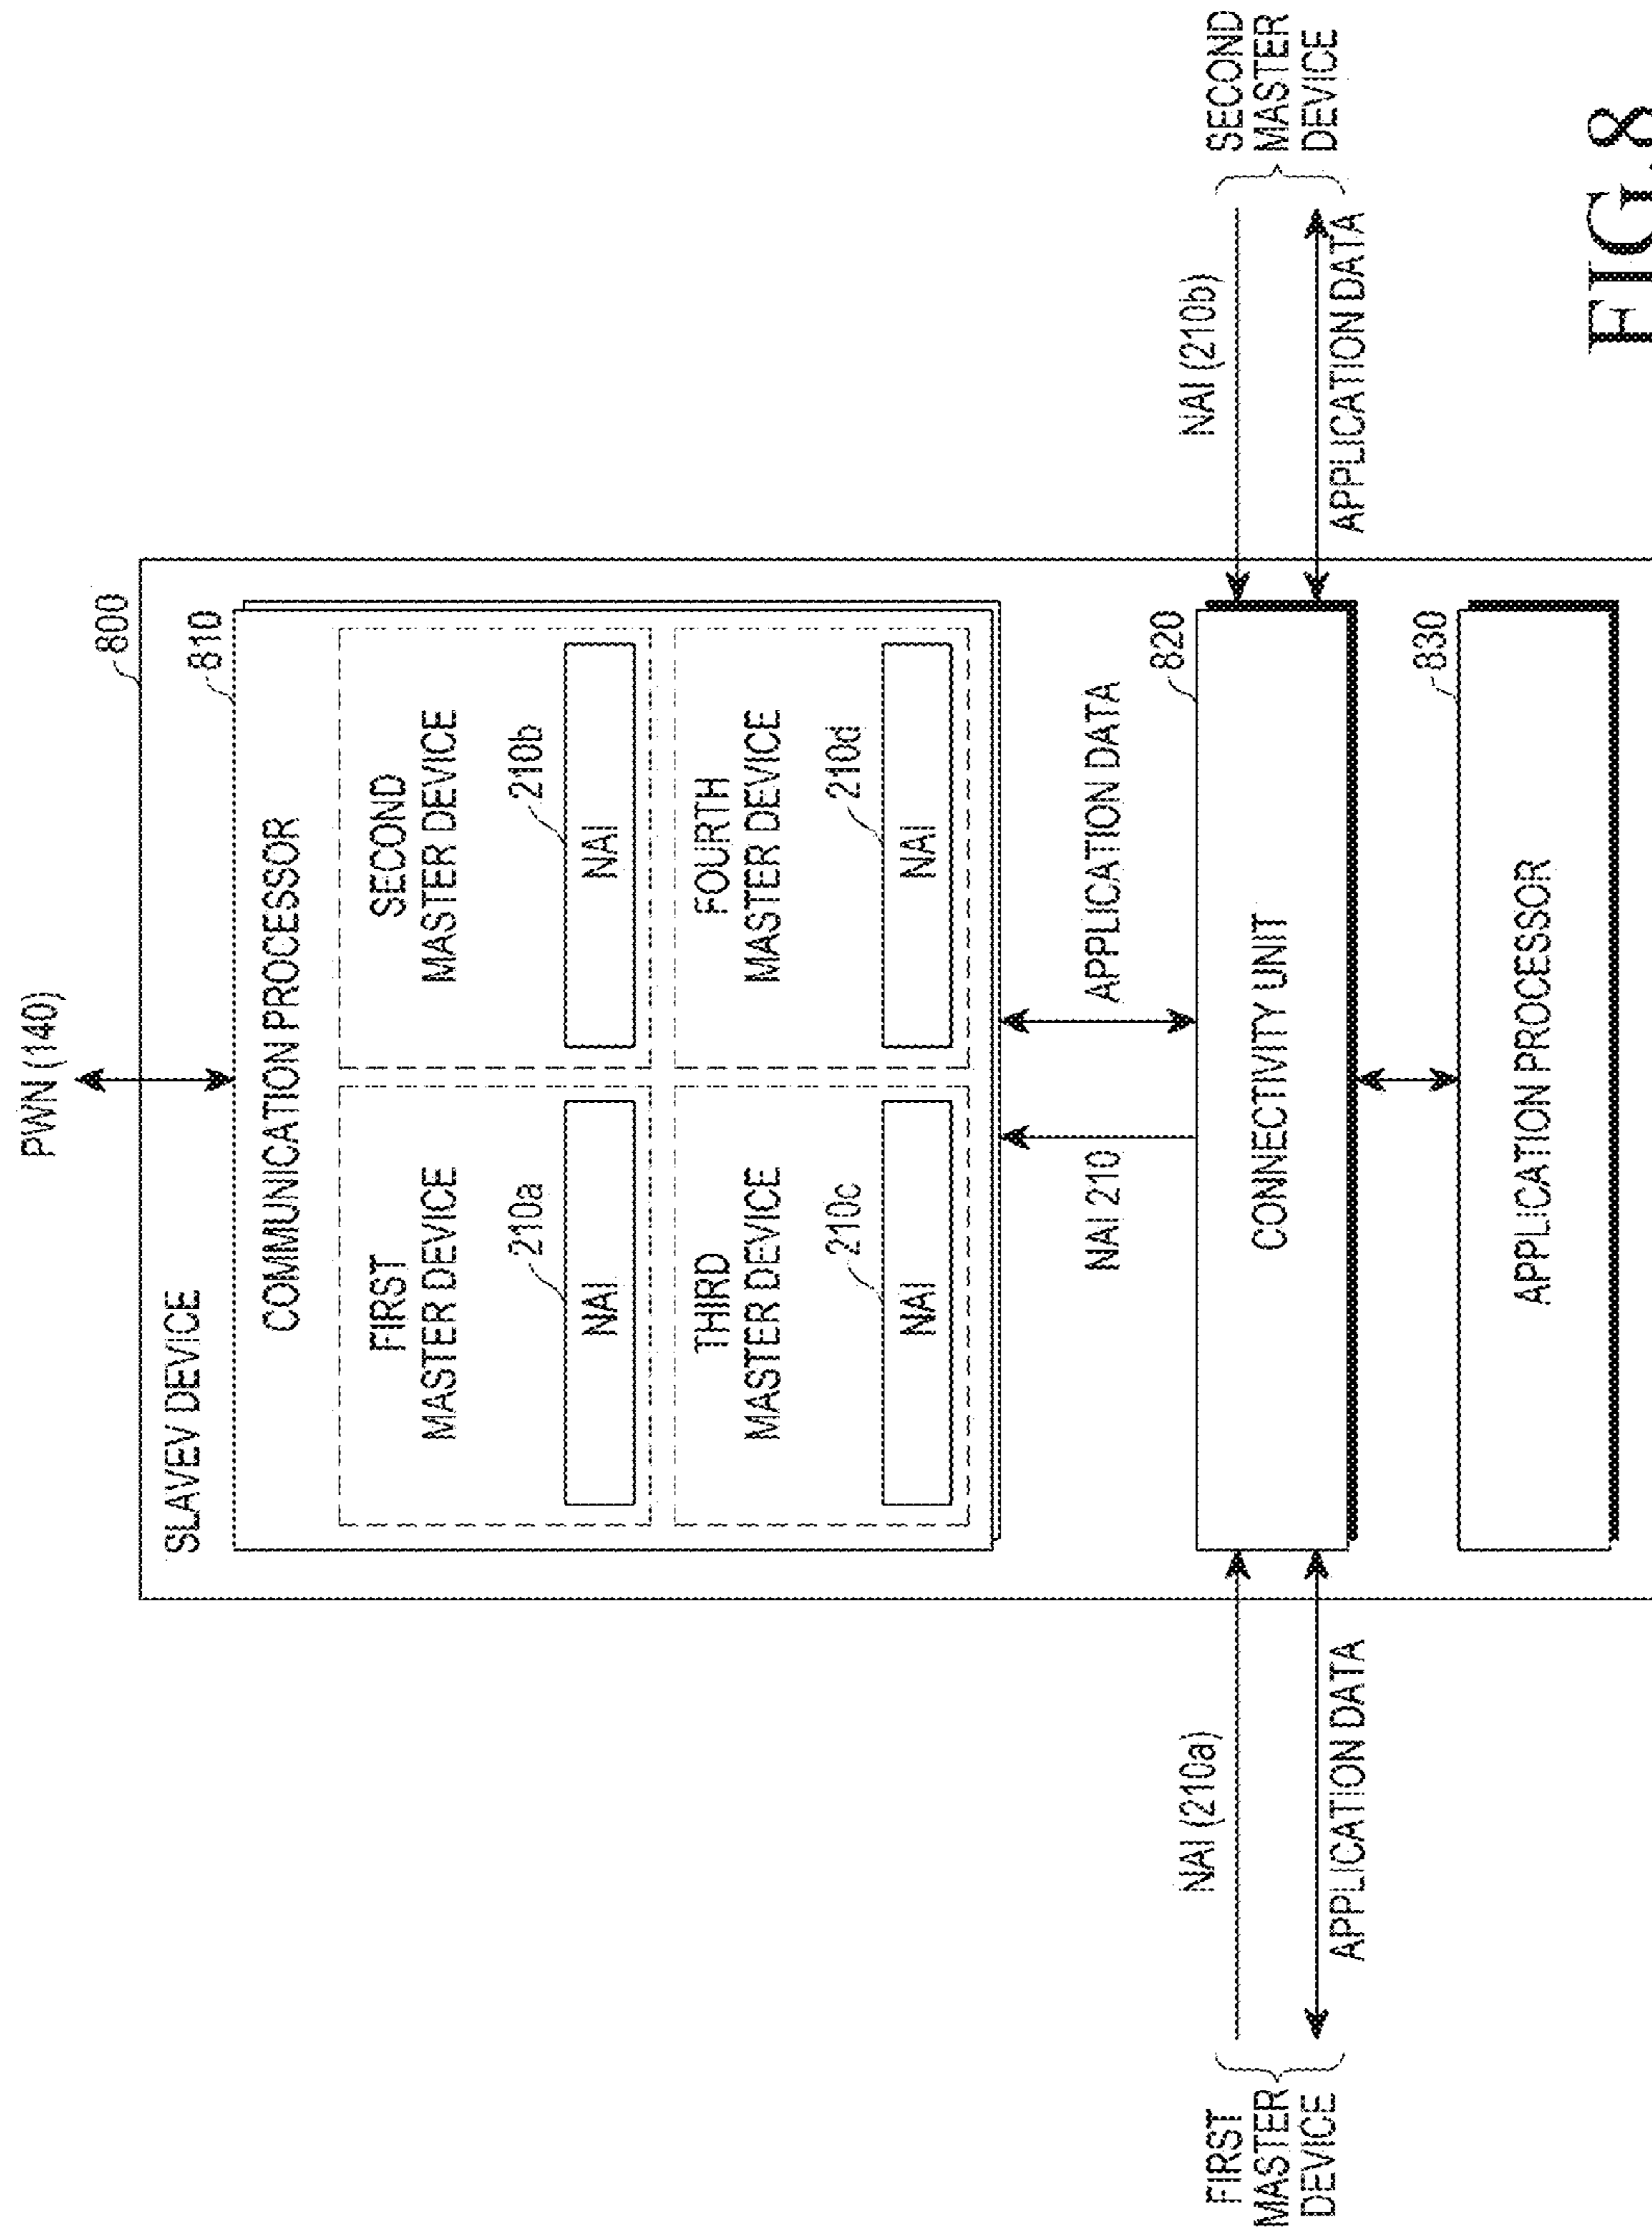 PWN (140)
800
SLAVEV DEVICE
810
COMMUNICATION PROCESSOR
FIRST
MASTER DEVICE
210a
NAI
SECOND
MASTER DEVICE
210b
NAI
THIRD
MASTER DEVICE
210c
NAI
FOURTH
MASTER DEVICE
210d
NAI
NAI 210
APPLICATION DATA
820
CONNECTIVITY UNIT
FIRST
MASTER
DEVICE
NAI (210a)
APPLICATION DATA
NAI (210b)
APPLICATION DATA
SECOND
MASTER
DEVICE
830
APPLICATION PROCESSOR
FIG.8